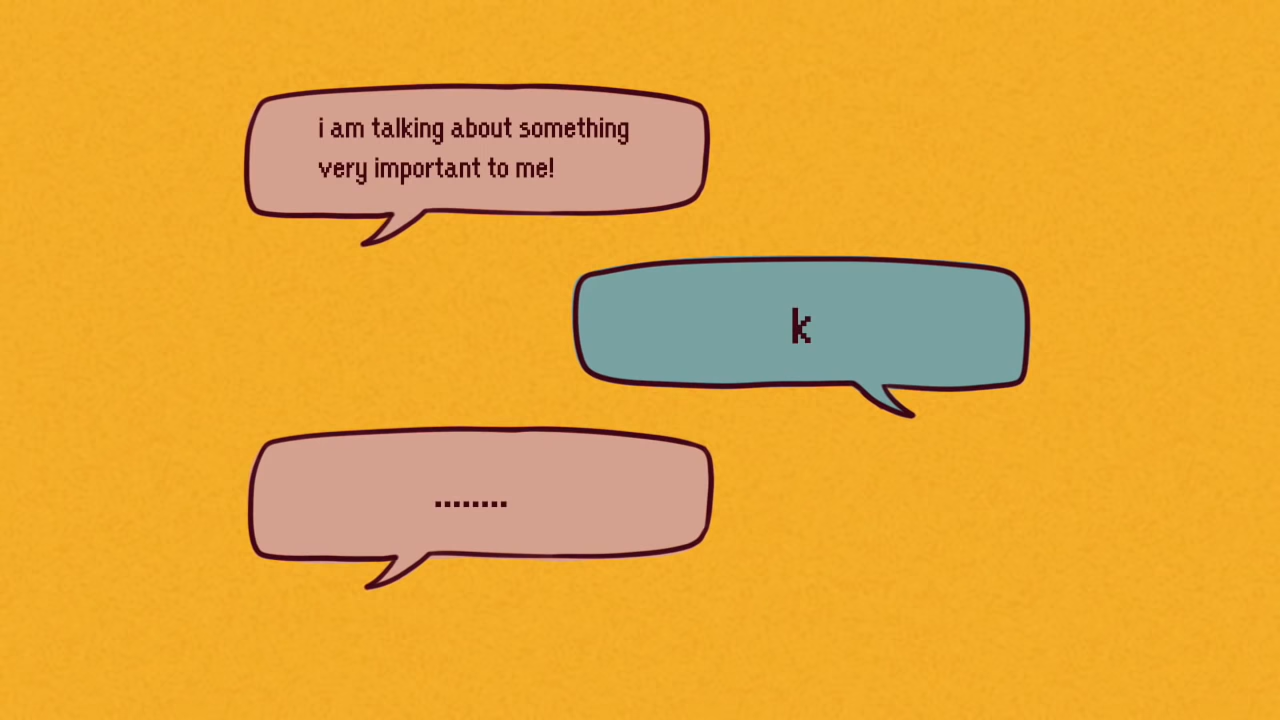 i am talking about something
very important to me!
k
........